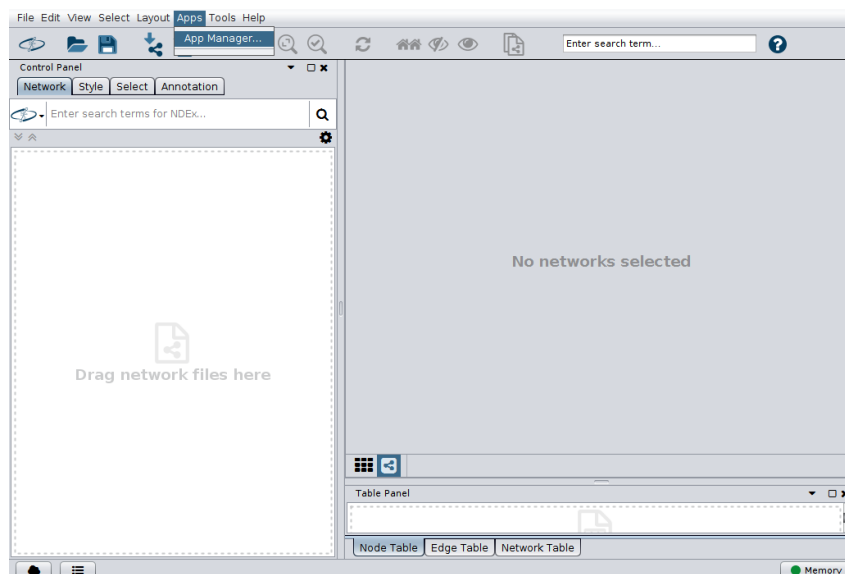 File Edit View Select Layout Apps Tools Help
App Manager...
Enter search term...
Control Panel
Network Style Select Annotation
Enter search terms for NDEx...
No networks selected
Drag network files here
Table Panel
Node Table Edge Table Network Table
Memory